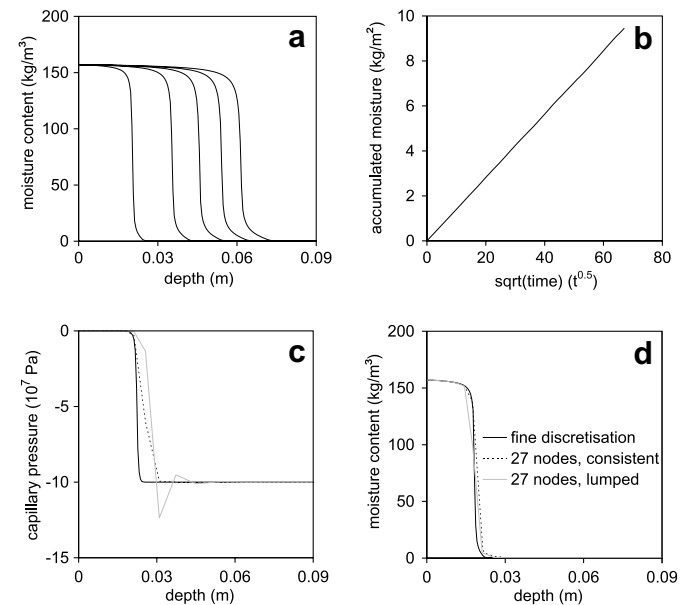 a
moisture content (kg/m³)
200
150
100
50
0
0 0.03 0.06 0.09
depth (m)
b
accumulated moisture (kg/m²)
10
8
6
4
2
0
0 20 40 60 80
sqrt(time) (t^0.5)
c
capillary pressure (10⁷ Pa)
0
-5
-10
-15
0 0.03 0.06 0.09
depth (m)
d
moisture content (kg/m³)
200
150
100
50
0
fine discretisation
27 nodes, consistent
27 nodes, lumped
0 0.03 0.06 0.09
depth (m)